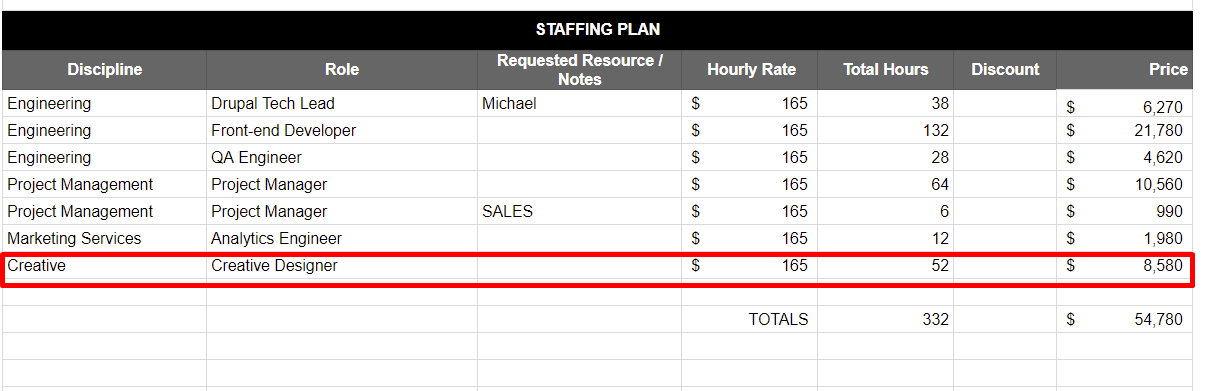 STAFFING PLAN
Discipline Role Requested Resource / Notes Hourly Rate Total Hours Discount Price
Engineering Drupal Tech Lead Michael $ 165 38 $ 6,270
Engineering Front-end Developer $ 165 132 $ 21,780
Engineering QA Engineer $ 165 28 $ 4,620
Project Management Project Manager $ 165 64 $ 10,560
Project Management Project Manager SALES $ 165 6 $ 990
Marketing Services Analytics Engineer $ 165 12 $ 1,980
Creative Creative Designer $ 165 52 $ 8,580
TOTALS 332 $ 54,780